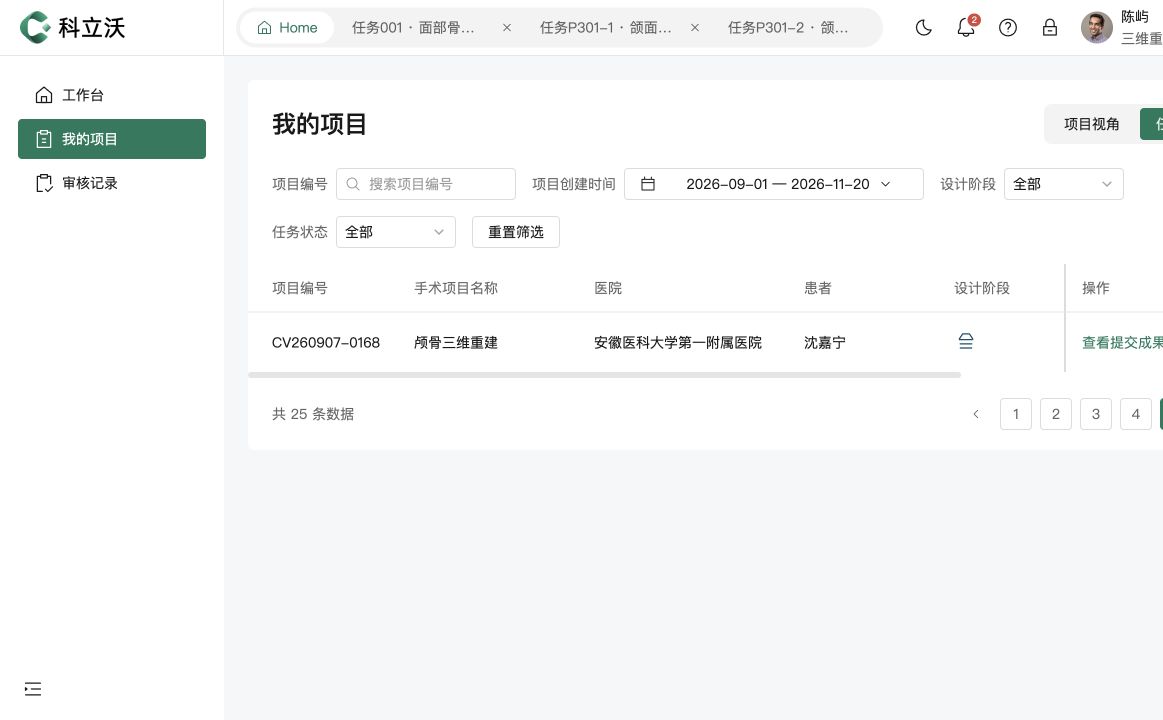 科立沃
Home
任务001 · 面部骨...
任务P301-1 · 颌面...
任务P301-2 · 颌...
2
陈屿
三维重
工作台
我的项目
审核记录
我的项目
项目视角
项目编号
搜索项目编号
项目创建时间
2026-09-01 — 2026-11-20
设计阶段
全部
任务状态
全部
重置筛选
项目编号
手术项目名称
医院
患者
设计阶段
操作
CV260907-0168
颅骨三维重建
安徽医科大学第一附属医院
沈嘉宁
查看提交成果
共 25 条数据
1
2
3
4